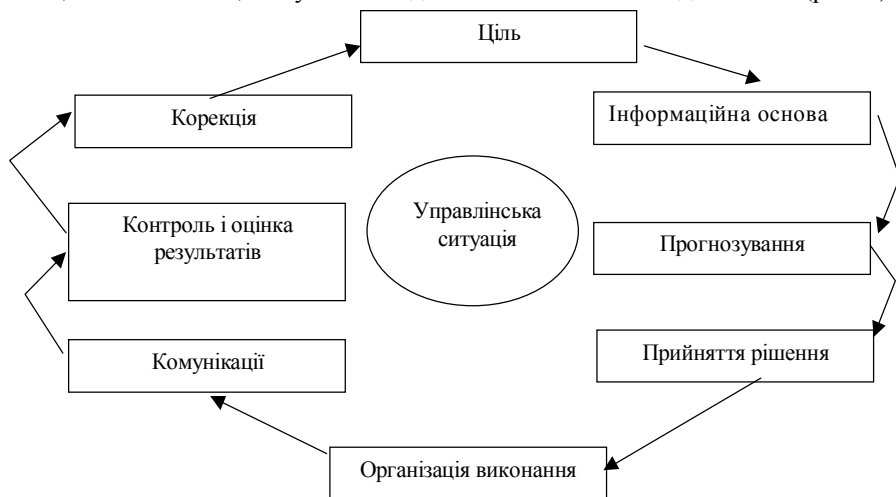 Ціль
Корекція
Інформаційна основа
Управлінська
ситуація
Контроль і оцінка
результатів
Прогнозування
Прийняття рішення
Комунікації
Організація виконання